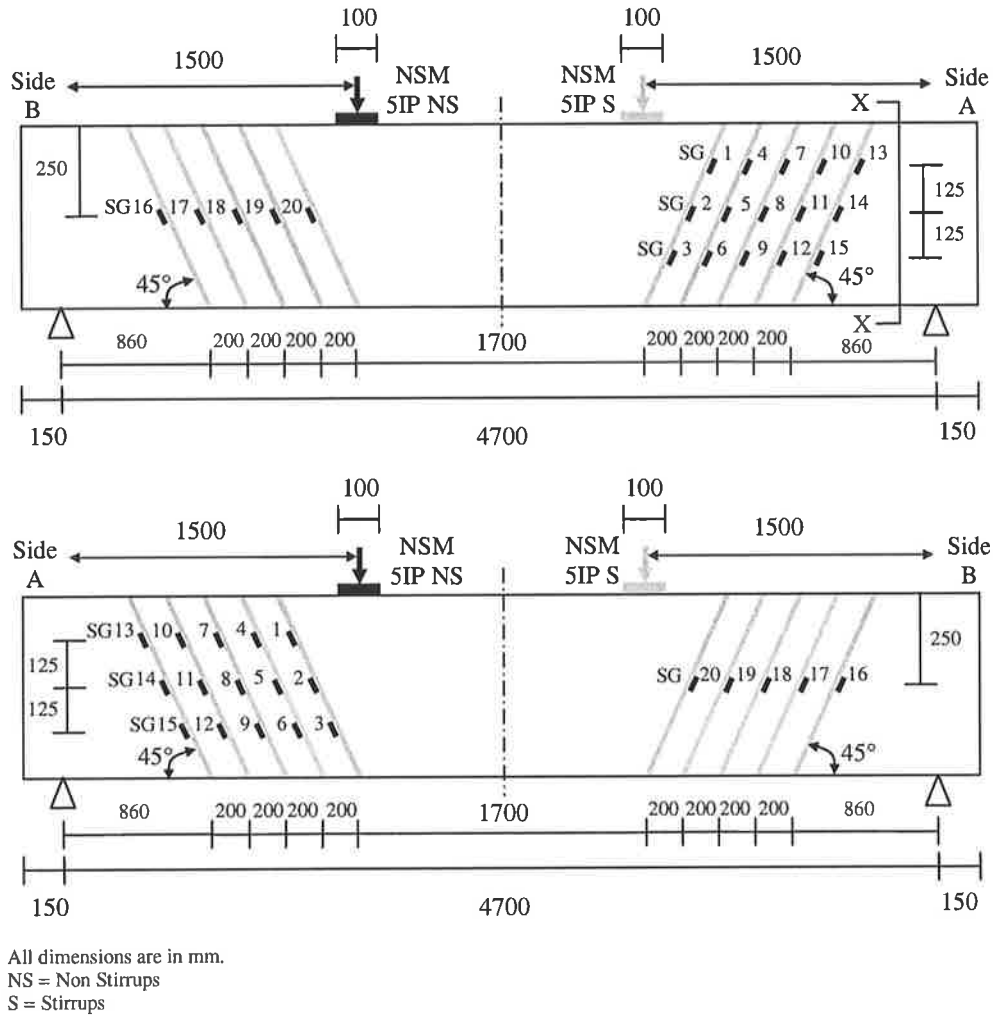 100 100
1500 1500
Side NSM NSM Side
B 5IP NS 5IP S X A
250
SG 1 4 7 10 13
125
SG16 17 18 19 20 SG 2 5 8 11 14
125
SG 3 6 9 12 15
45° 45°
X
860 200 200 200 200 1700 200 200 200 200 860
150 4700 150
100 100
1500 1500
Side NSM NSM Side
A 5IP NS 5IP S B
SG13 10 7 4 1
125 250
SG14 11 8 5 2 SG 20 19 18 17 16
125
SG15 12 9 6 3
45° 45°
860 200 200 200 200 1700 200 200 200 200 860
150 4700 150
All dimensions are in mm.
NS = Non Stirrups
S = Stirrups